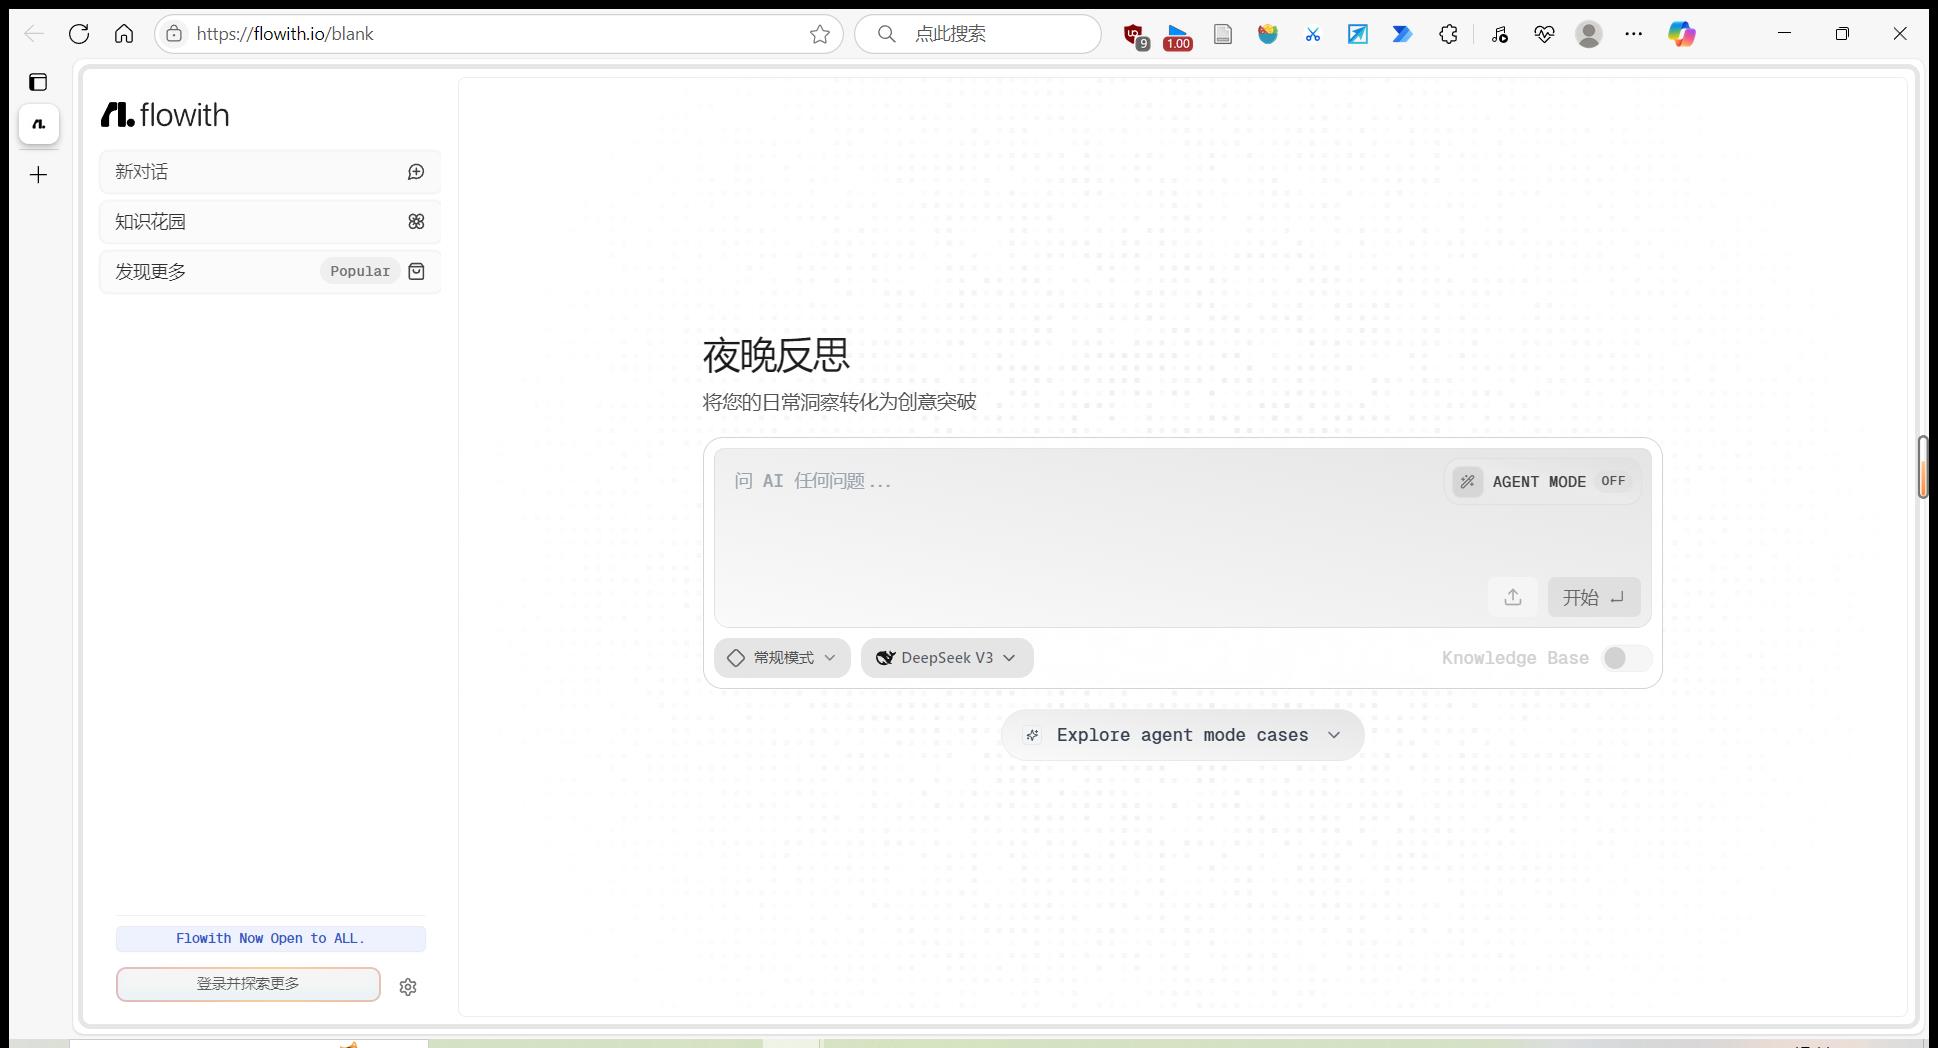 https://flowith.io/blank
点此搜索
9
1.00
flowith
新对话
知识花园
发现更多 Popular
夜晚反思
将您的日常洞察转化为创意突破
问 AI 任何问题...
AGENT MODE OFF
开始
常规模式
DeepSeek V3
Knowledge Base
Explore agent mode cases
Flowith Now Open to ALL.
登录并探索更多